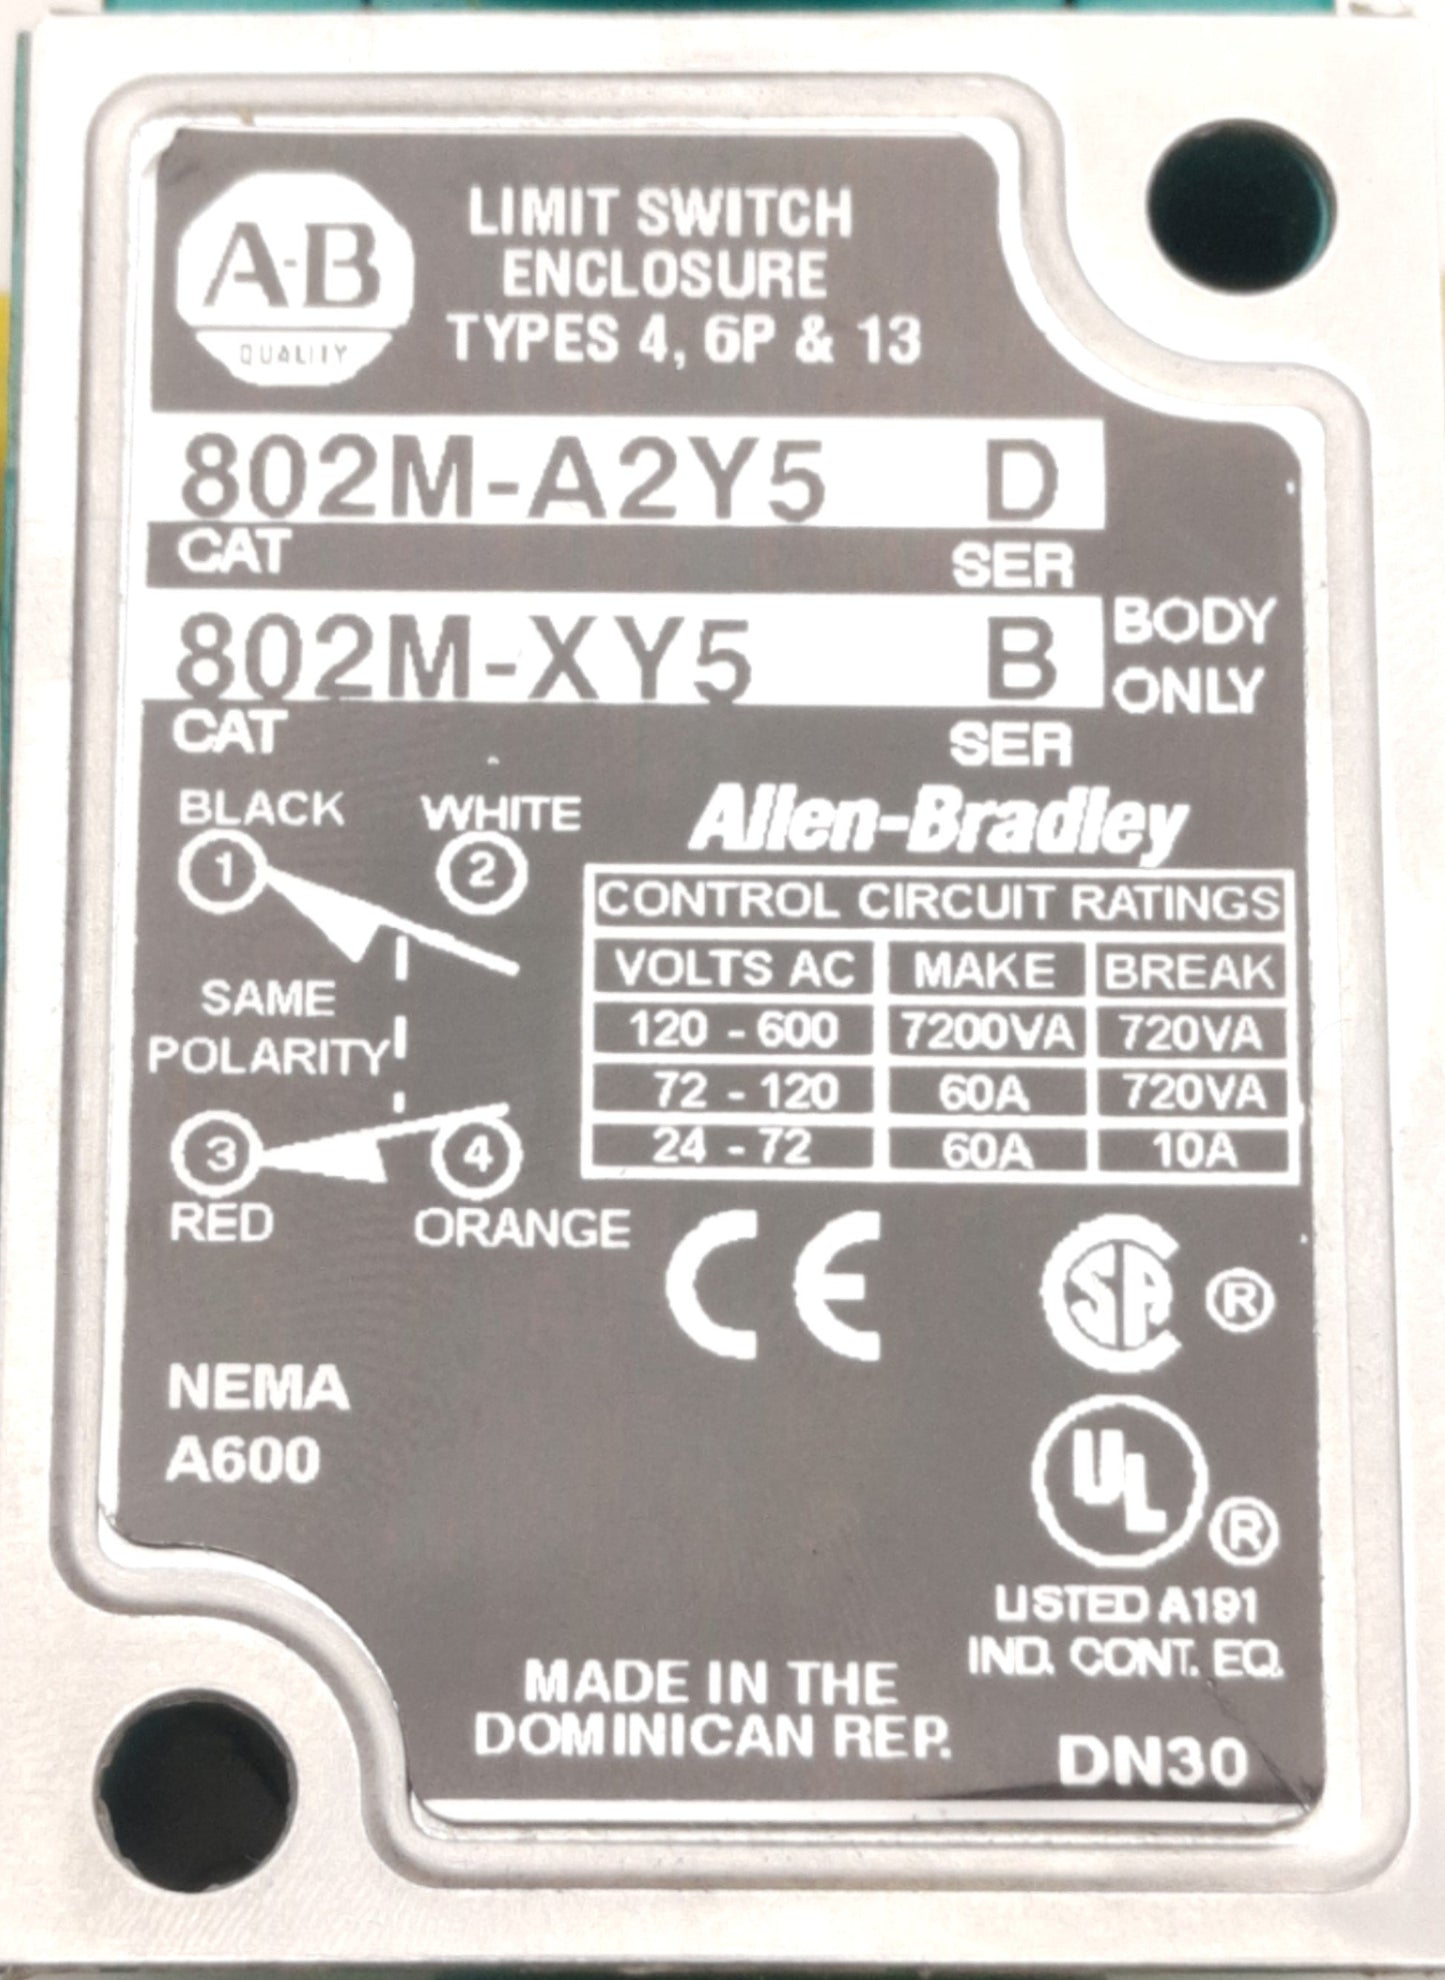 A-B
QUALITY
LIMIT SWITCH
ENCLOSURE
TYPES 4, 6P & 13
802M-A2Y5 D
CAT SER
802M-XY5 B
BODY
ONLY
CAT SER
BLACK WHITE
1 2
SAME
POLARITY
3 4
RED ORANGE
Allen-Bradley
CONTROL CIRCUIT RATINGS
VOLTS AC MAKE BREAK
120 - 600 7200VA 720VA
72 - 120 60A 720VA
24 - 72 60A 10A
CE
SA ®
NEMA
A600
UL ®
LISTED A191
IND. CONT. EQ.
MADE IN THE
DOMINICAN REP.
DN30